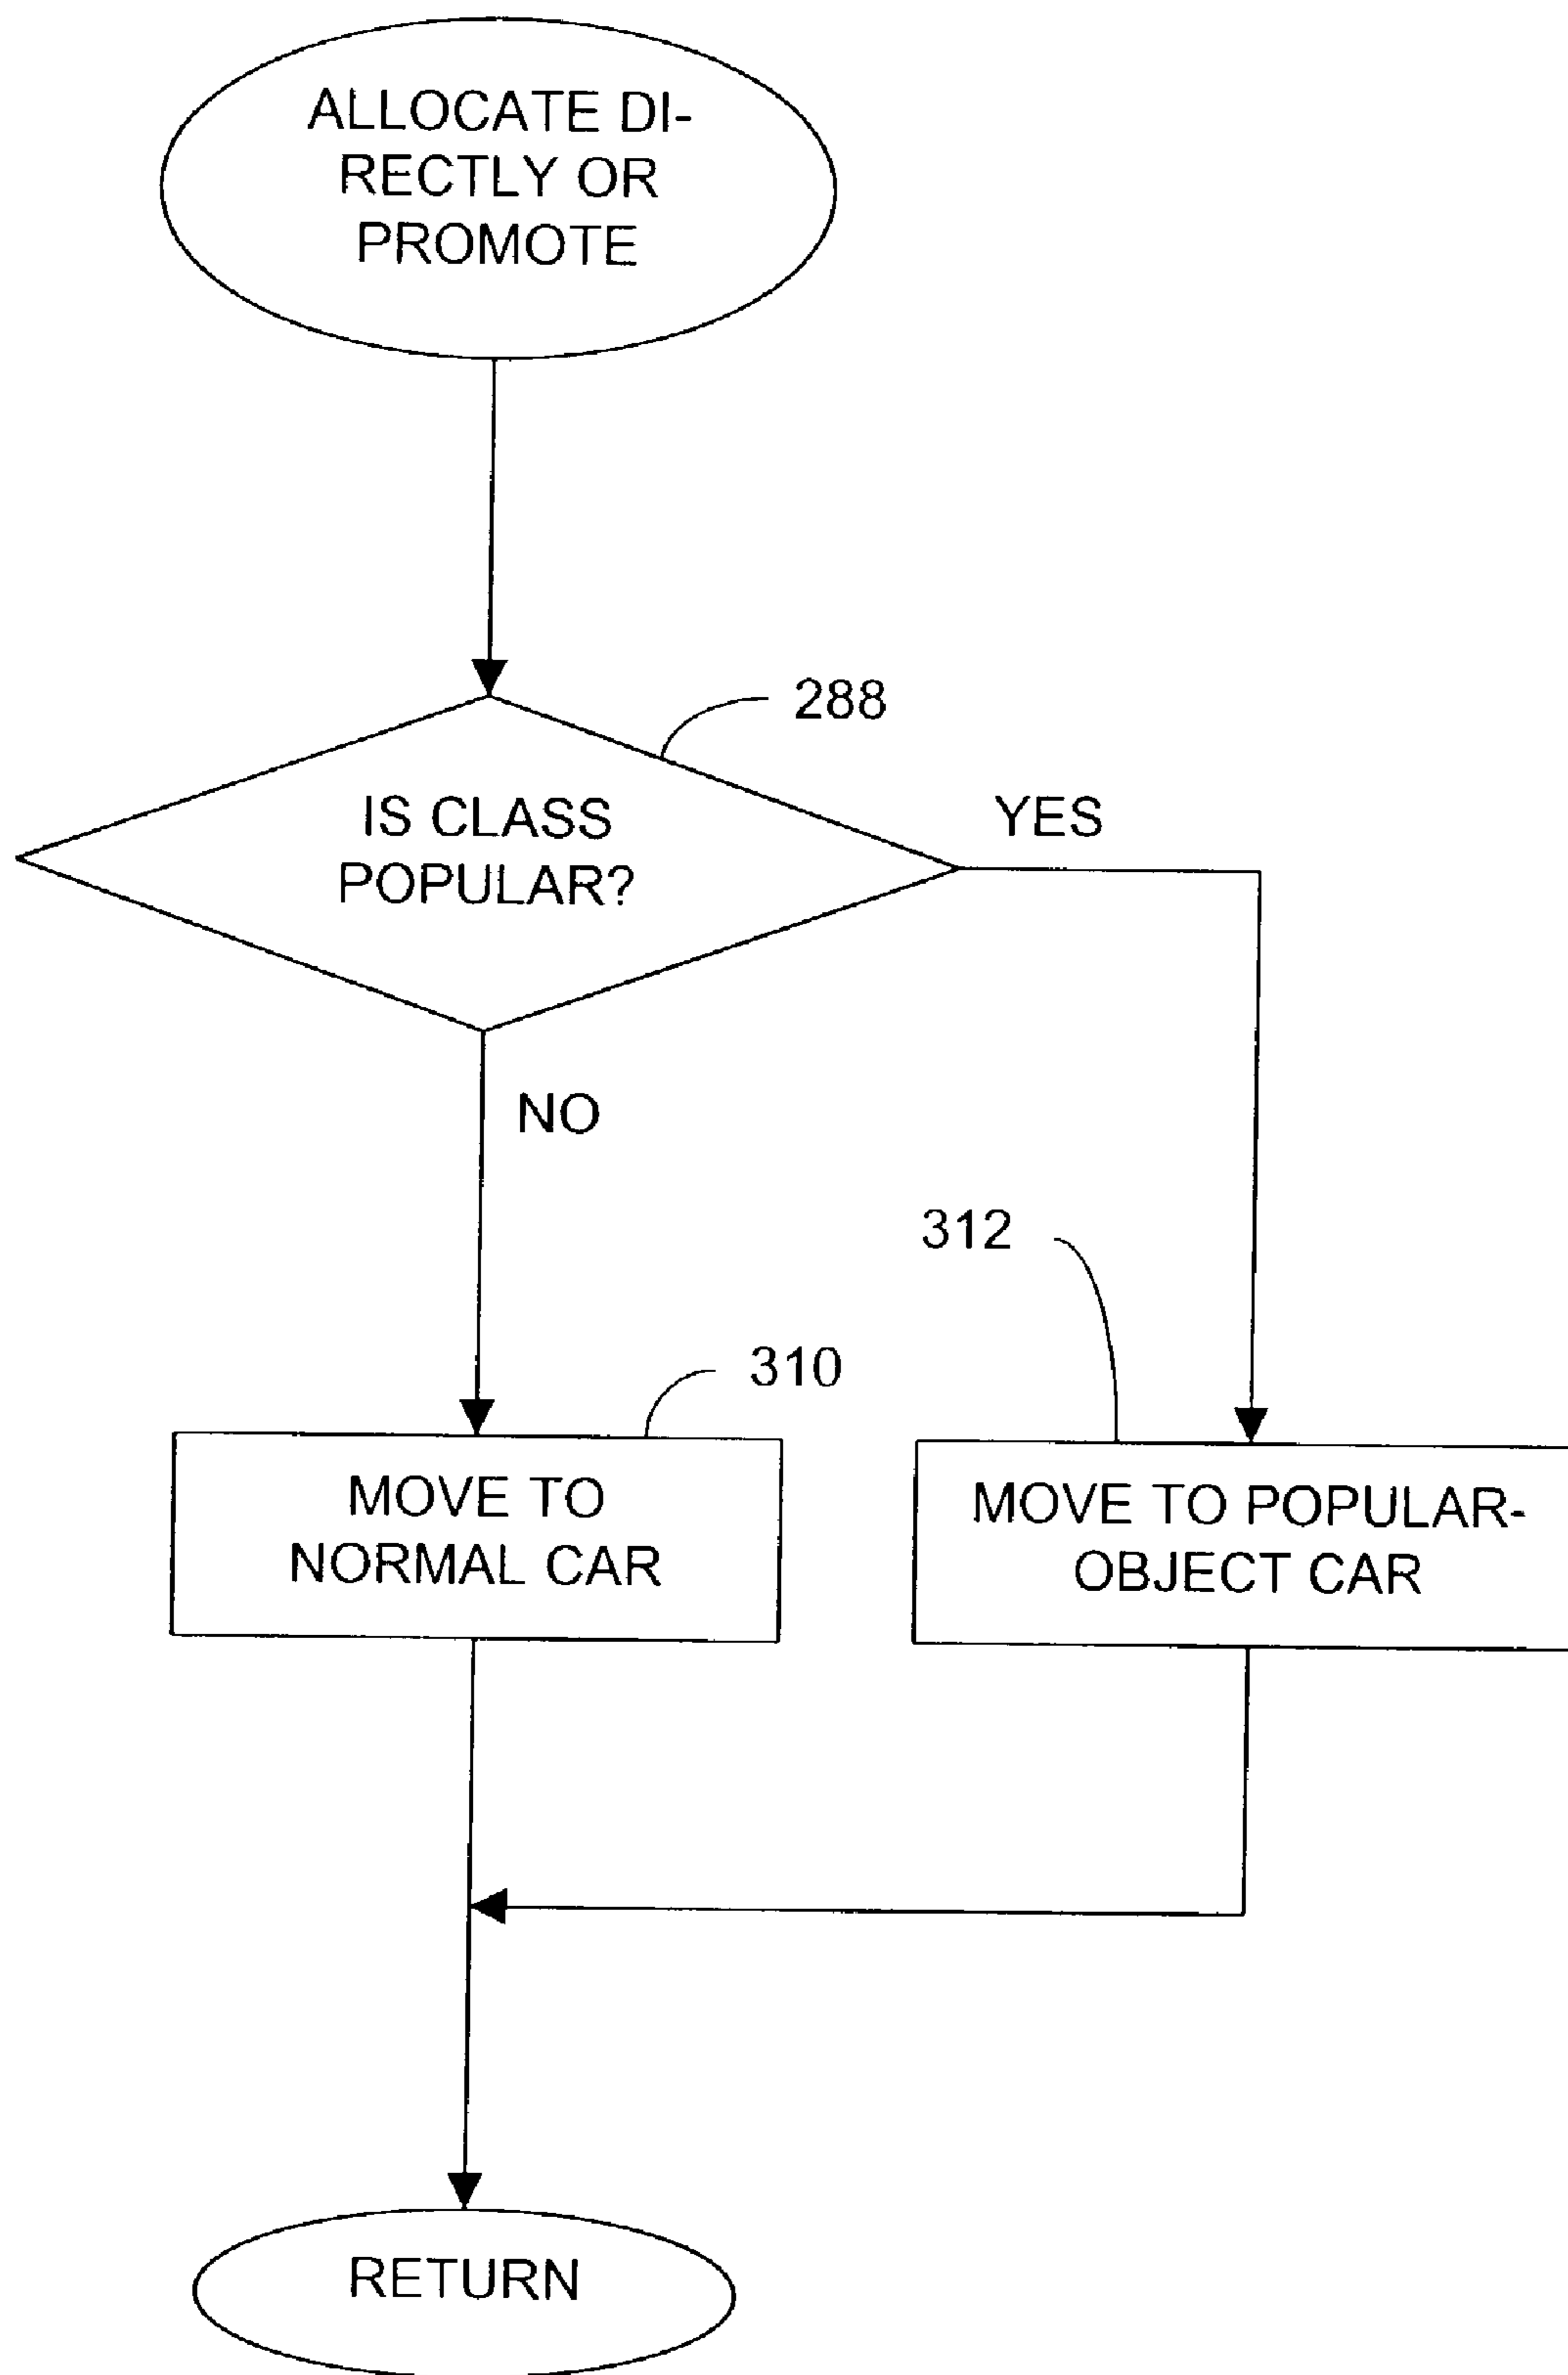 ALLOCATE DI-
RECTLY OR
PROMOTE
288
IS CLASS
POPULAR?
YES
NO
312
310
MOVE TO
NORMAL CAR
MOVE TO POPULAR-
OBJECT CAR
RETURN